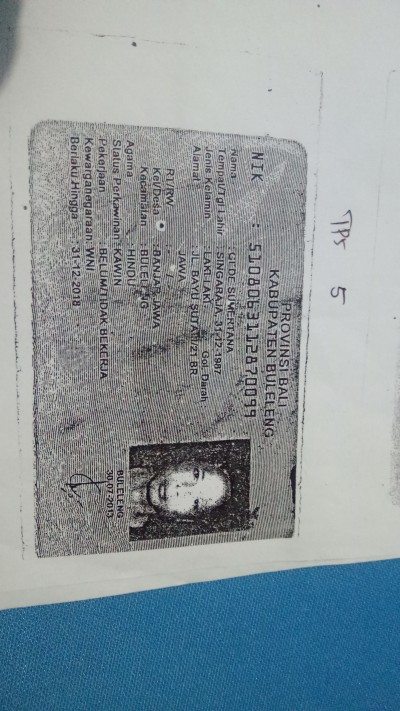 TPS 5
PROVINSI BALI
KABUPATEN BULELENG
NIK : 5108063112870099
Nama : GEDE SUMERTANA
Tempat/Tgl Lahir : SINGARAJA, 31-12-1987
Jenis Kelamin : LAKI-LAKI Gol. Darah
Alamat : JL. BAYU SUTA 21 BR
JAWA
RT/RW
Kel/Desa : BANJAR JAWA
Kecamatan : BULELENG
Agama : HINDU
Status Perkawinan: KAWIN
Pekerjaan : BELUM/TIDAK BEKERJA
Kewarganegaraan: WNI
Berlaku Hingga : 31-12-2018
BULELENG
30-07-2013